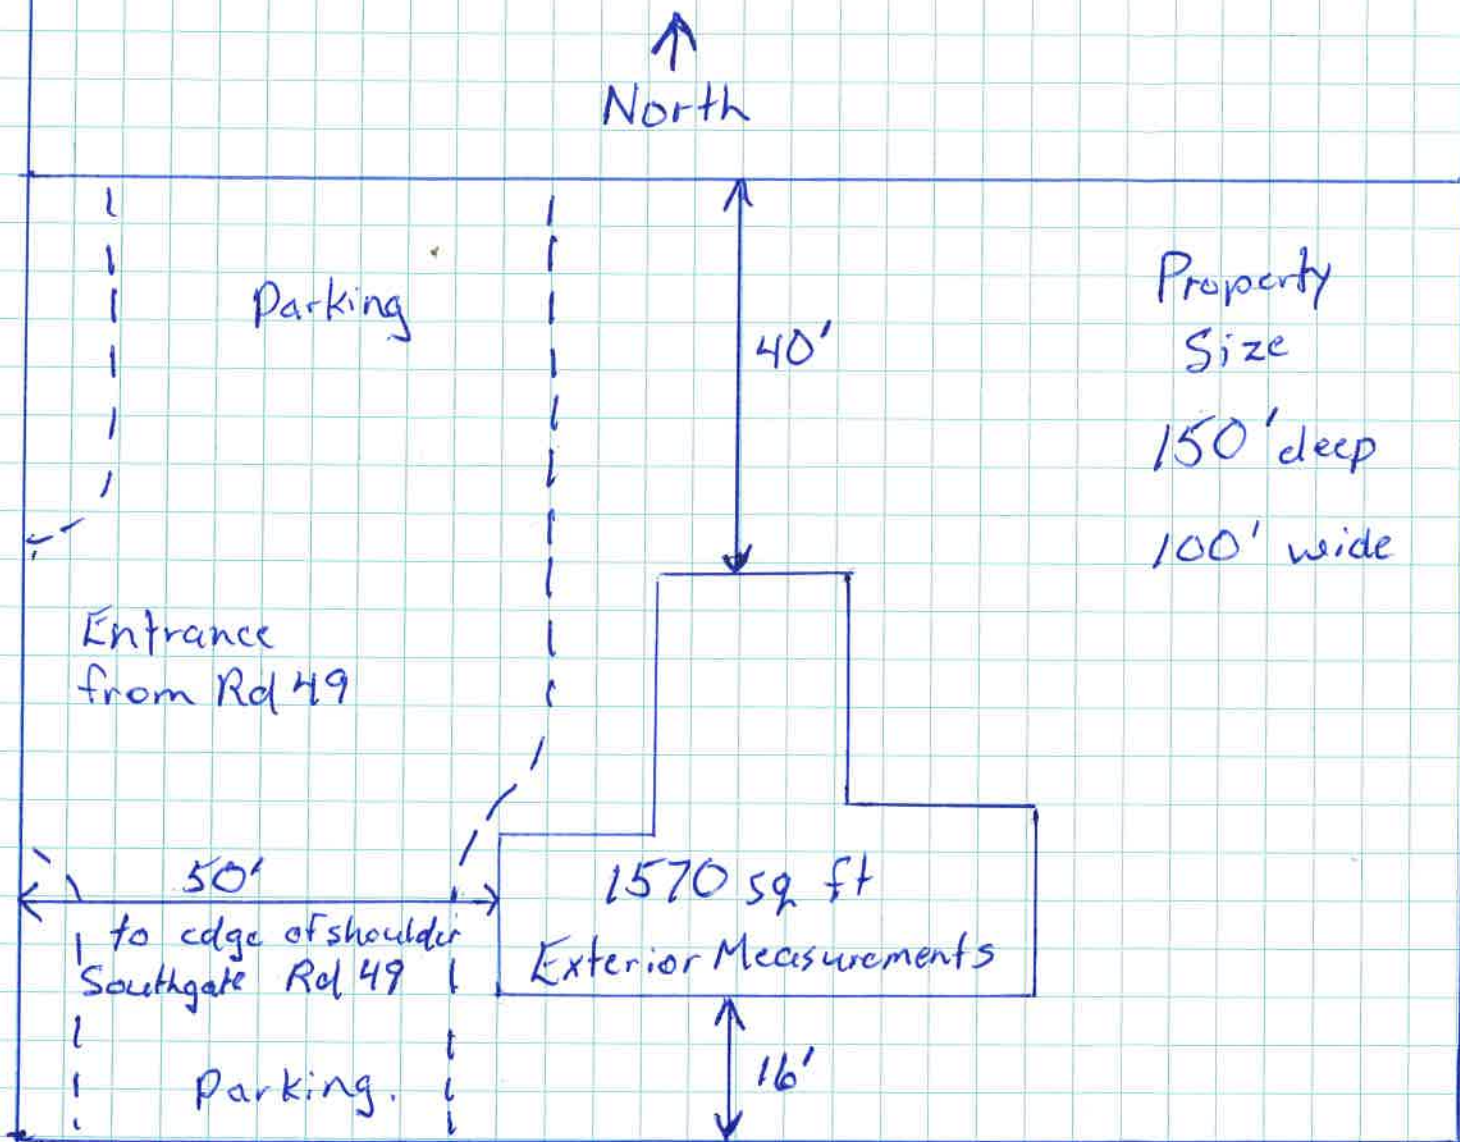 North
Parking
40'
Property
Size
150' deep
100' wide
Entrance
from Rd 49
50'
to edge of shoulder
Southgate Rd 49
1570 sq ft
Exterior Measurements
16'
Parking.